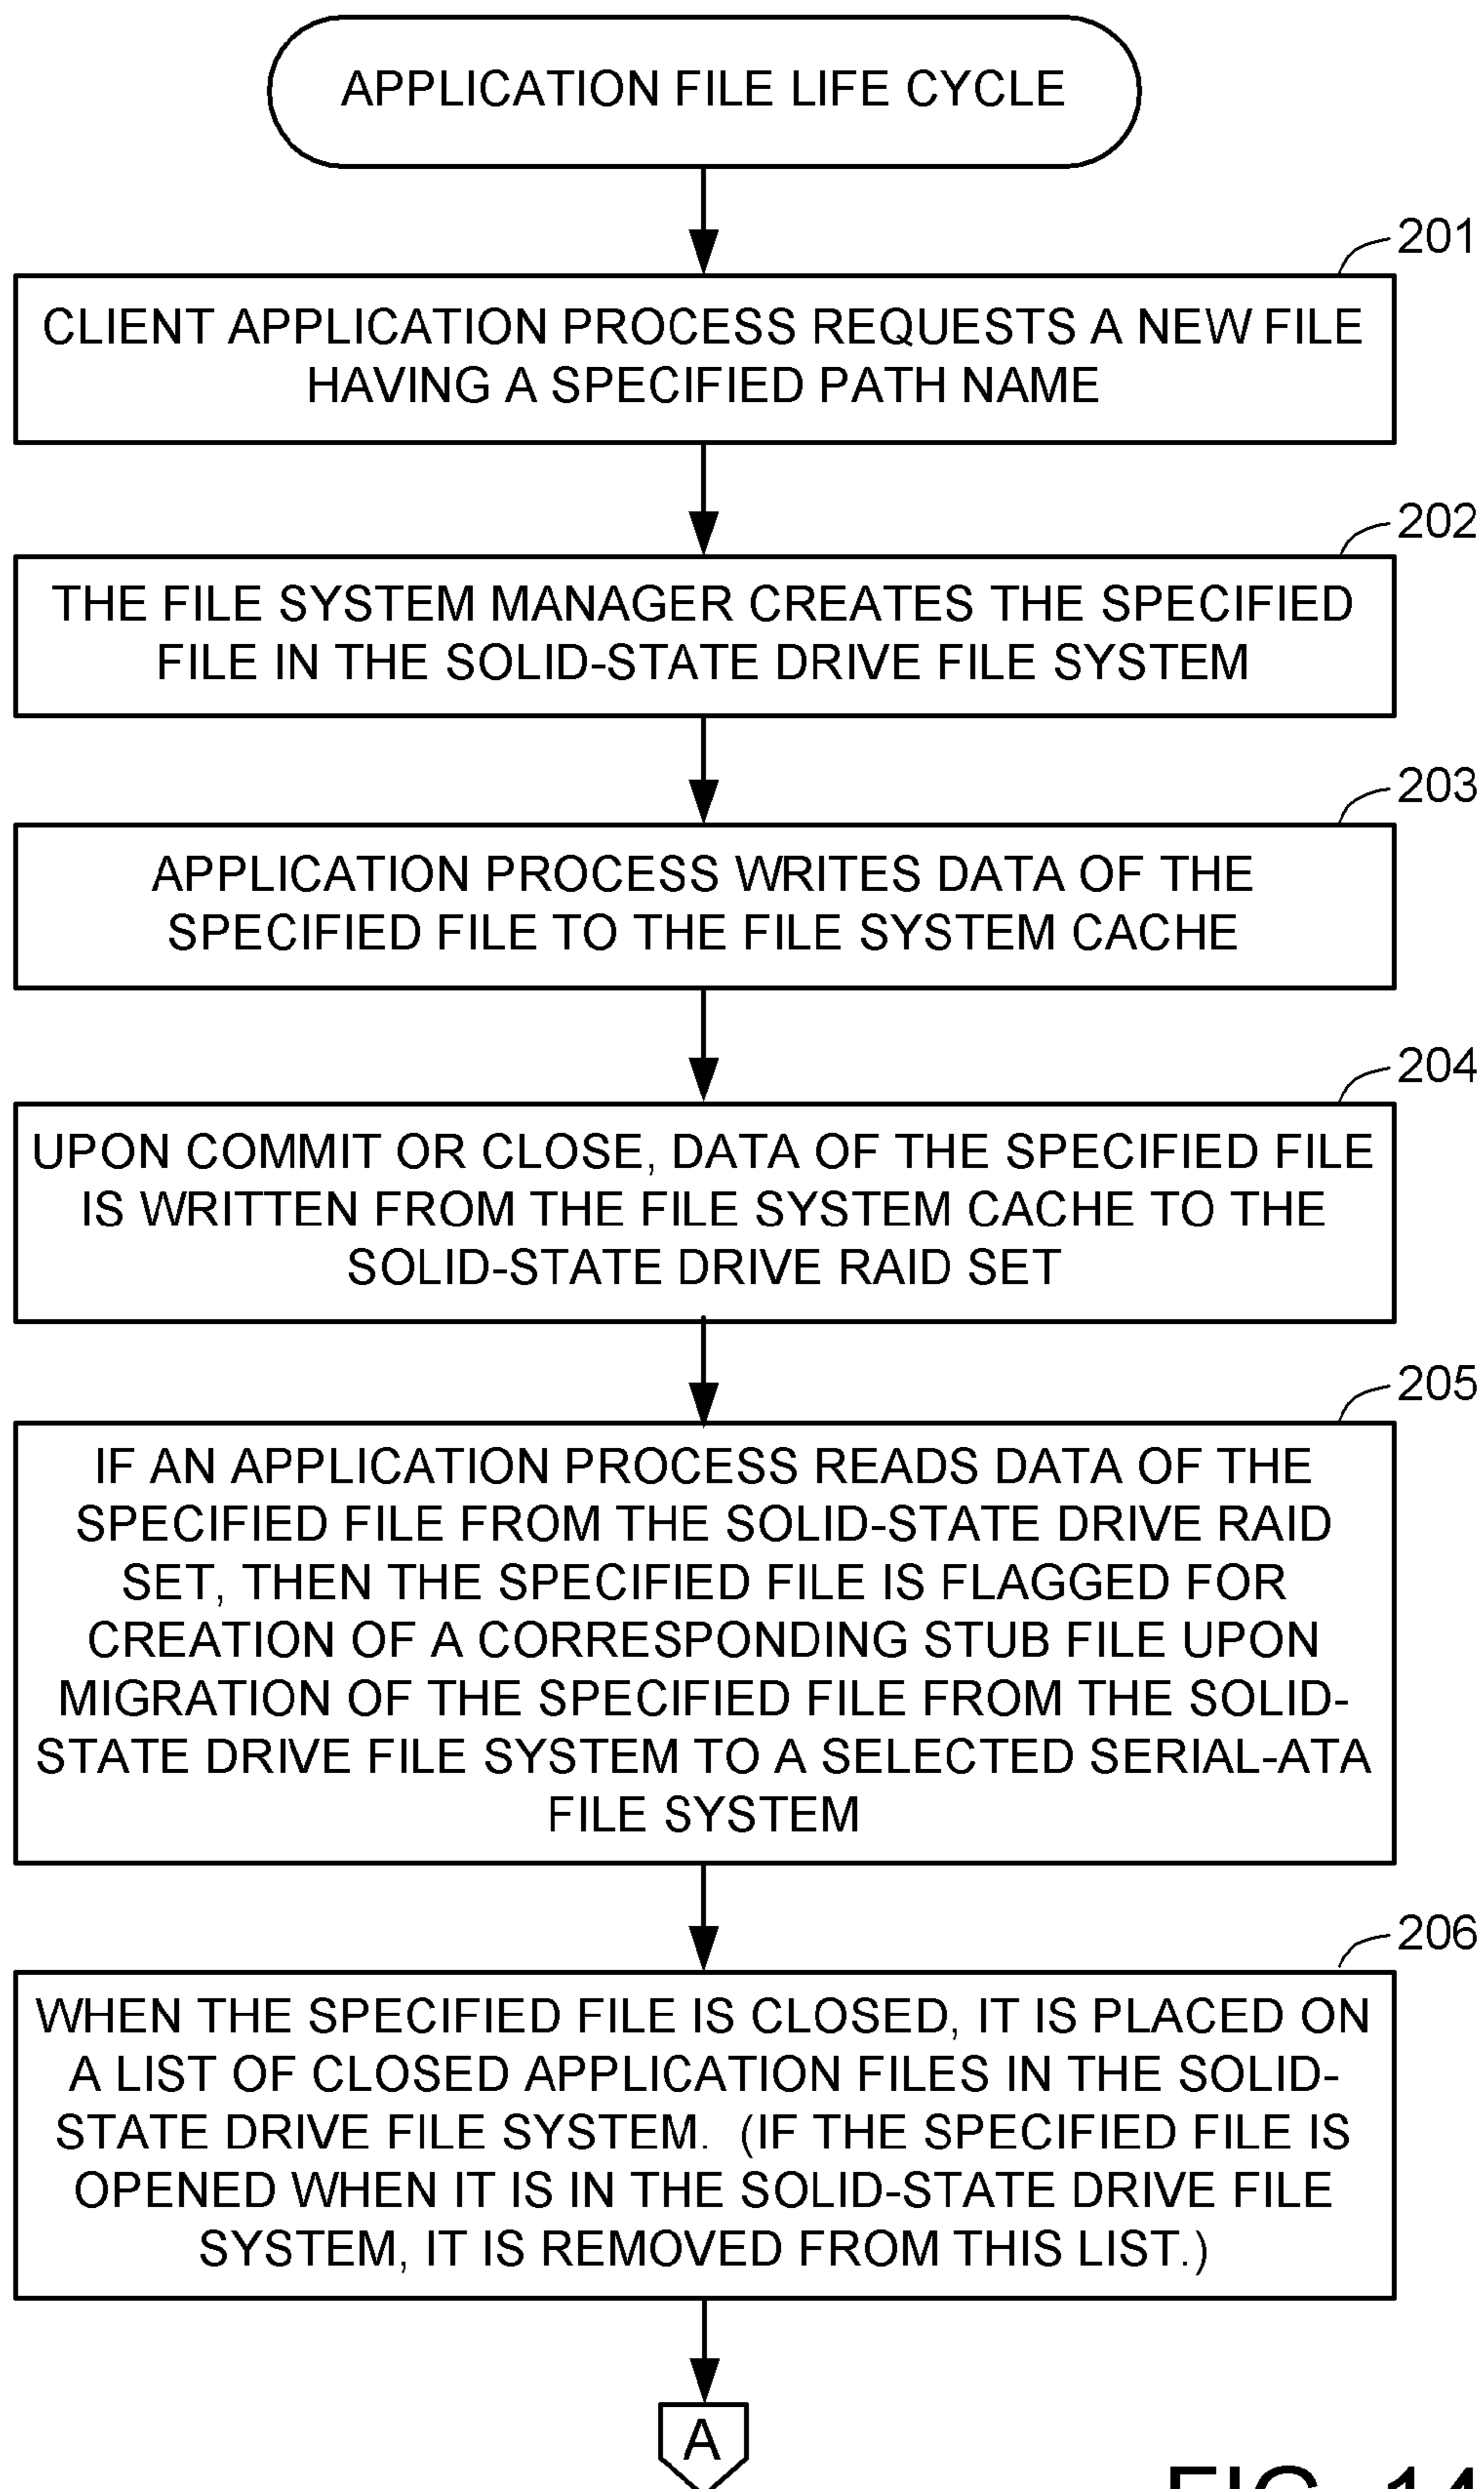 APPLICATION FILE LIFE CYCLE
201
CLIENT APPLICATION PROCESS REQUESTS A NEW FILE
HAVING A SPECIFIED PATH NAME
202
THE FILE SYSTEM MANAGER CREATES THE SPECIFIED
FILE IN THE SOLID-STATE DRIVE FILE SYSTEM
203
APPLICATION PROCESS WRITES DATA OF THE
SPECIFIED FILE TO THE FILE SYSTEM CACHE
204
UPON COMMIT OR CLOSE, DATA OF THE SPECIFIED FILE
IS WRITTEN FROM THE FILE SYSTEM CACHE TO THE
SOLID-STATE DRIVE RAID SET
205
IF AN APPLICATION PROCESS READS DATA OF THE
SPECIFIED FILE FROM THE SOLID-STATE DRIVE RAID
SET, THEN THE SPECIFIED FILE IS FLAGGED FOR
CREATION OF A CORRESPONDING STUB FILE UPON
MIGRATION OF THE SPECIFIED FILE FROM THE SOLID-
STATE DRIVE FILE SYSTEM TO A SELECTED SERIAL-ATA
FILE SYSTEM
206
WHEN THE SPECIFIED FILE IS CLOSED, IT IS PLACED ON
A LIST OF CLOSED APPLICATION FILES IN THE SOLID-
STATE DRIVE FILE SYSTEM. (IF THE SPECIFIED FILE IS
OPENED WHEN IT IS IN THE SOLID-STATE DRIVE FILE
SYSTEM, IT IS REMOVED FROM THIS LIST.)
A
FIG. 14